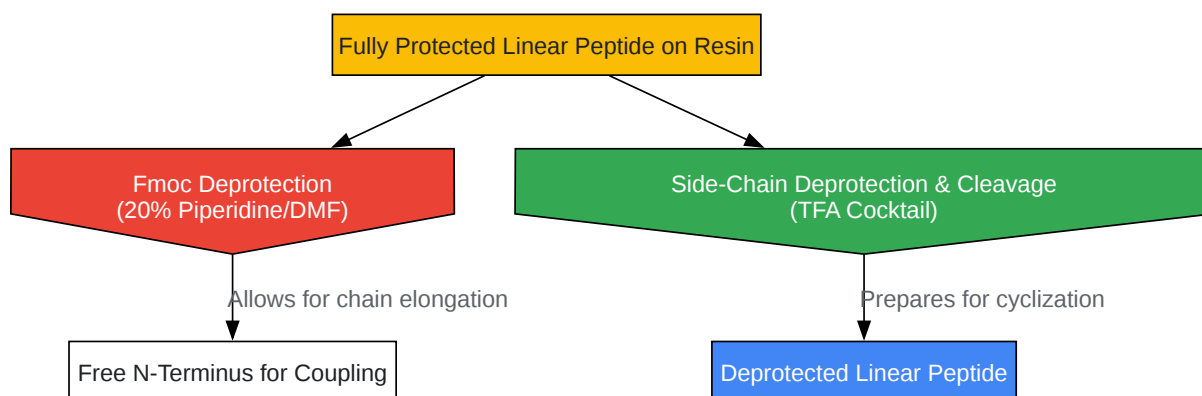 Fully Protected Linear Peptide on Resin
Fmoc Deprotection
(20% Piperidine/DMF)
Side-Chain Deprotection & Cleavage
(TFA Cocktail)
Allows for chain elongation
Prepares for cyclization
Free N-Terminus for Coupling
Deprotected Linear Peptide